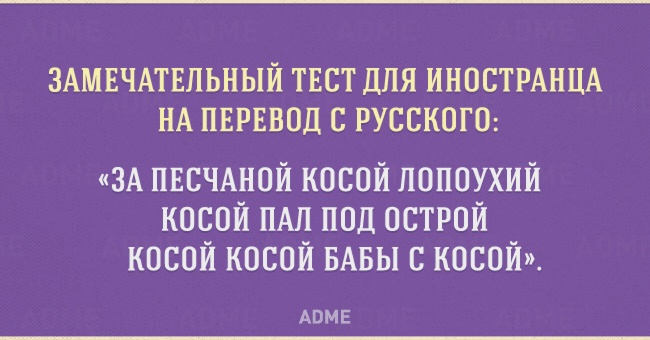 ЗАМЕЧАТЕЛЬНЫЙ ТЕСТ ДЛЯ ИНОСТРАНЦА
НА ПЕРЕВОД С РУССКОГО:
«ЗА ПЕСЧАНОЙ КОСОЙ ЛОПОУХИЙ
КОСОЙ ПАЛ ПОД ОСТРОЙ
КОСОЙ КОСОЙ БАБЫ С КОСОЙ».
ADME